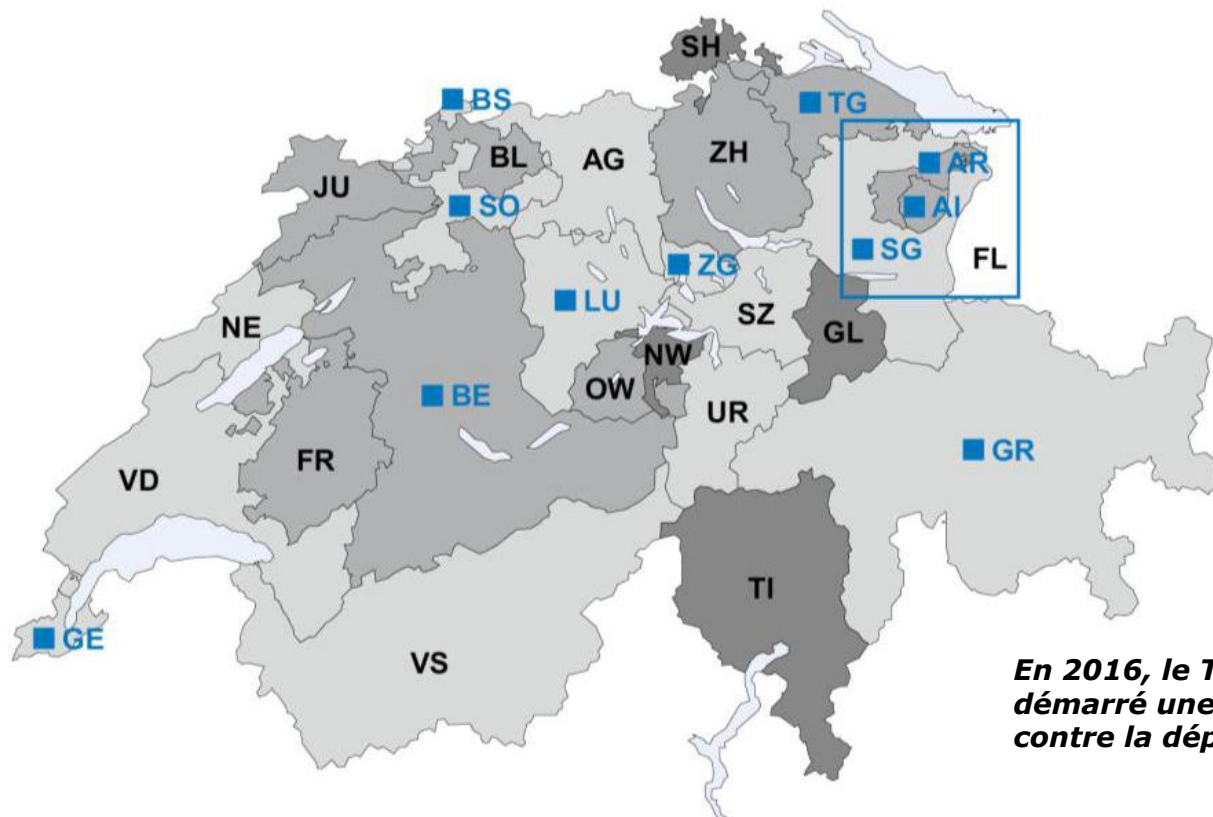 SH
BS
TG
BL
AG
ZH
AR
JU
SO
AI
SG
FL
ZG
LU
SZ
NE
GL
NW
OW
BE
UR
GR
FR
VD
TI
GE
VS
En 2016, le T
démarré une
contre la dép